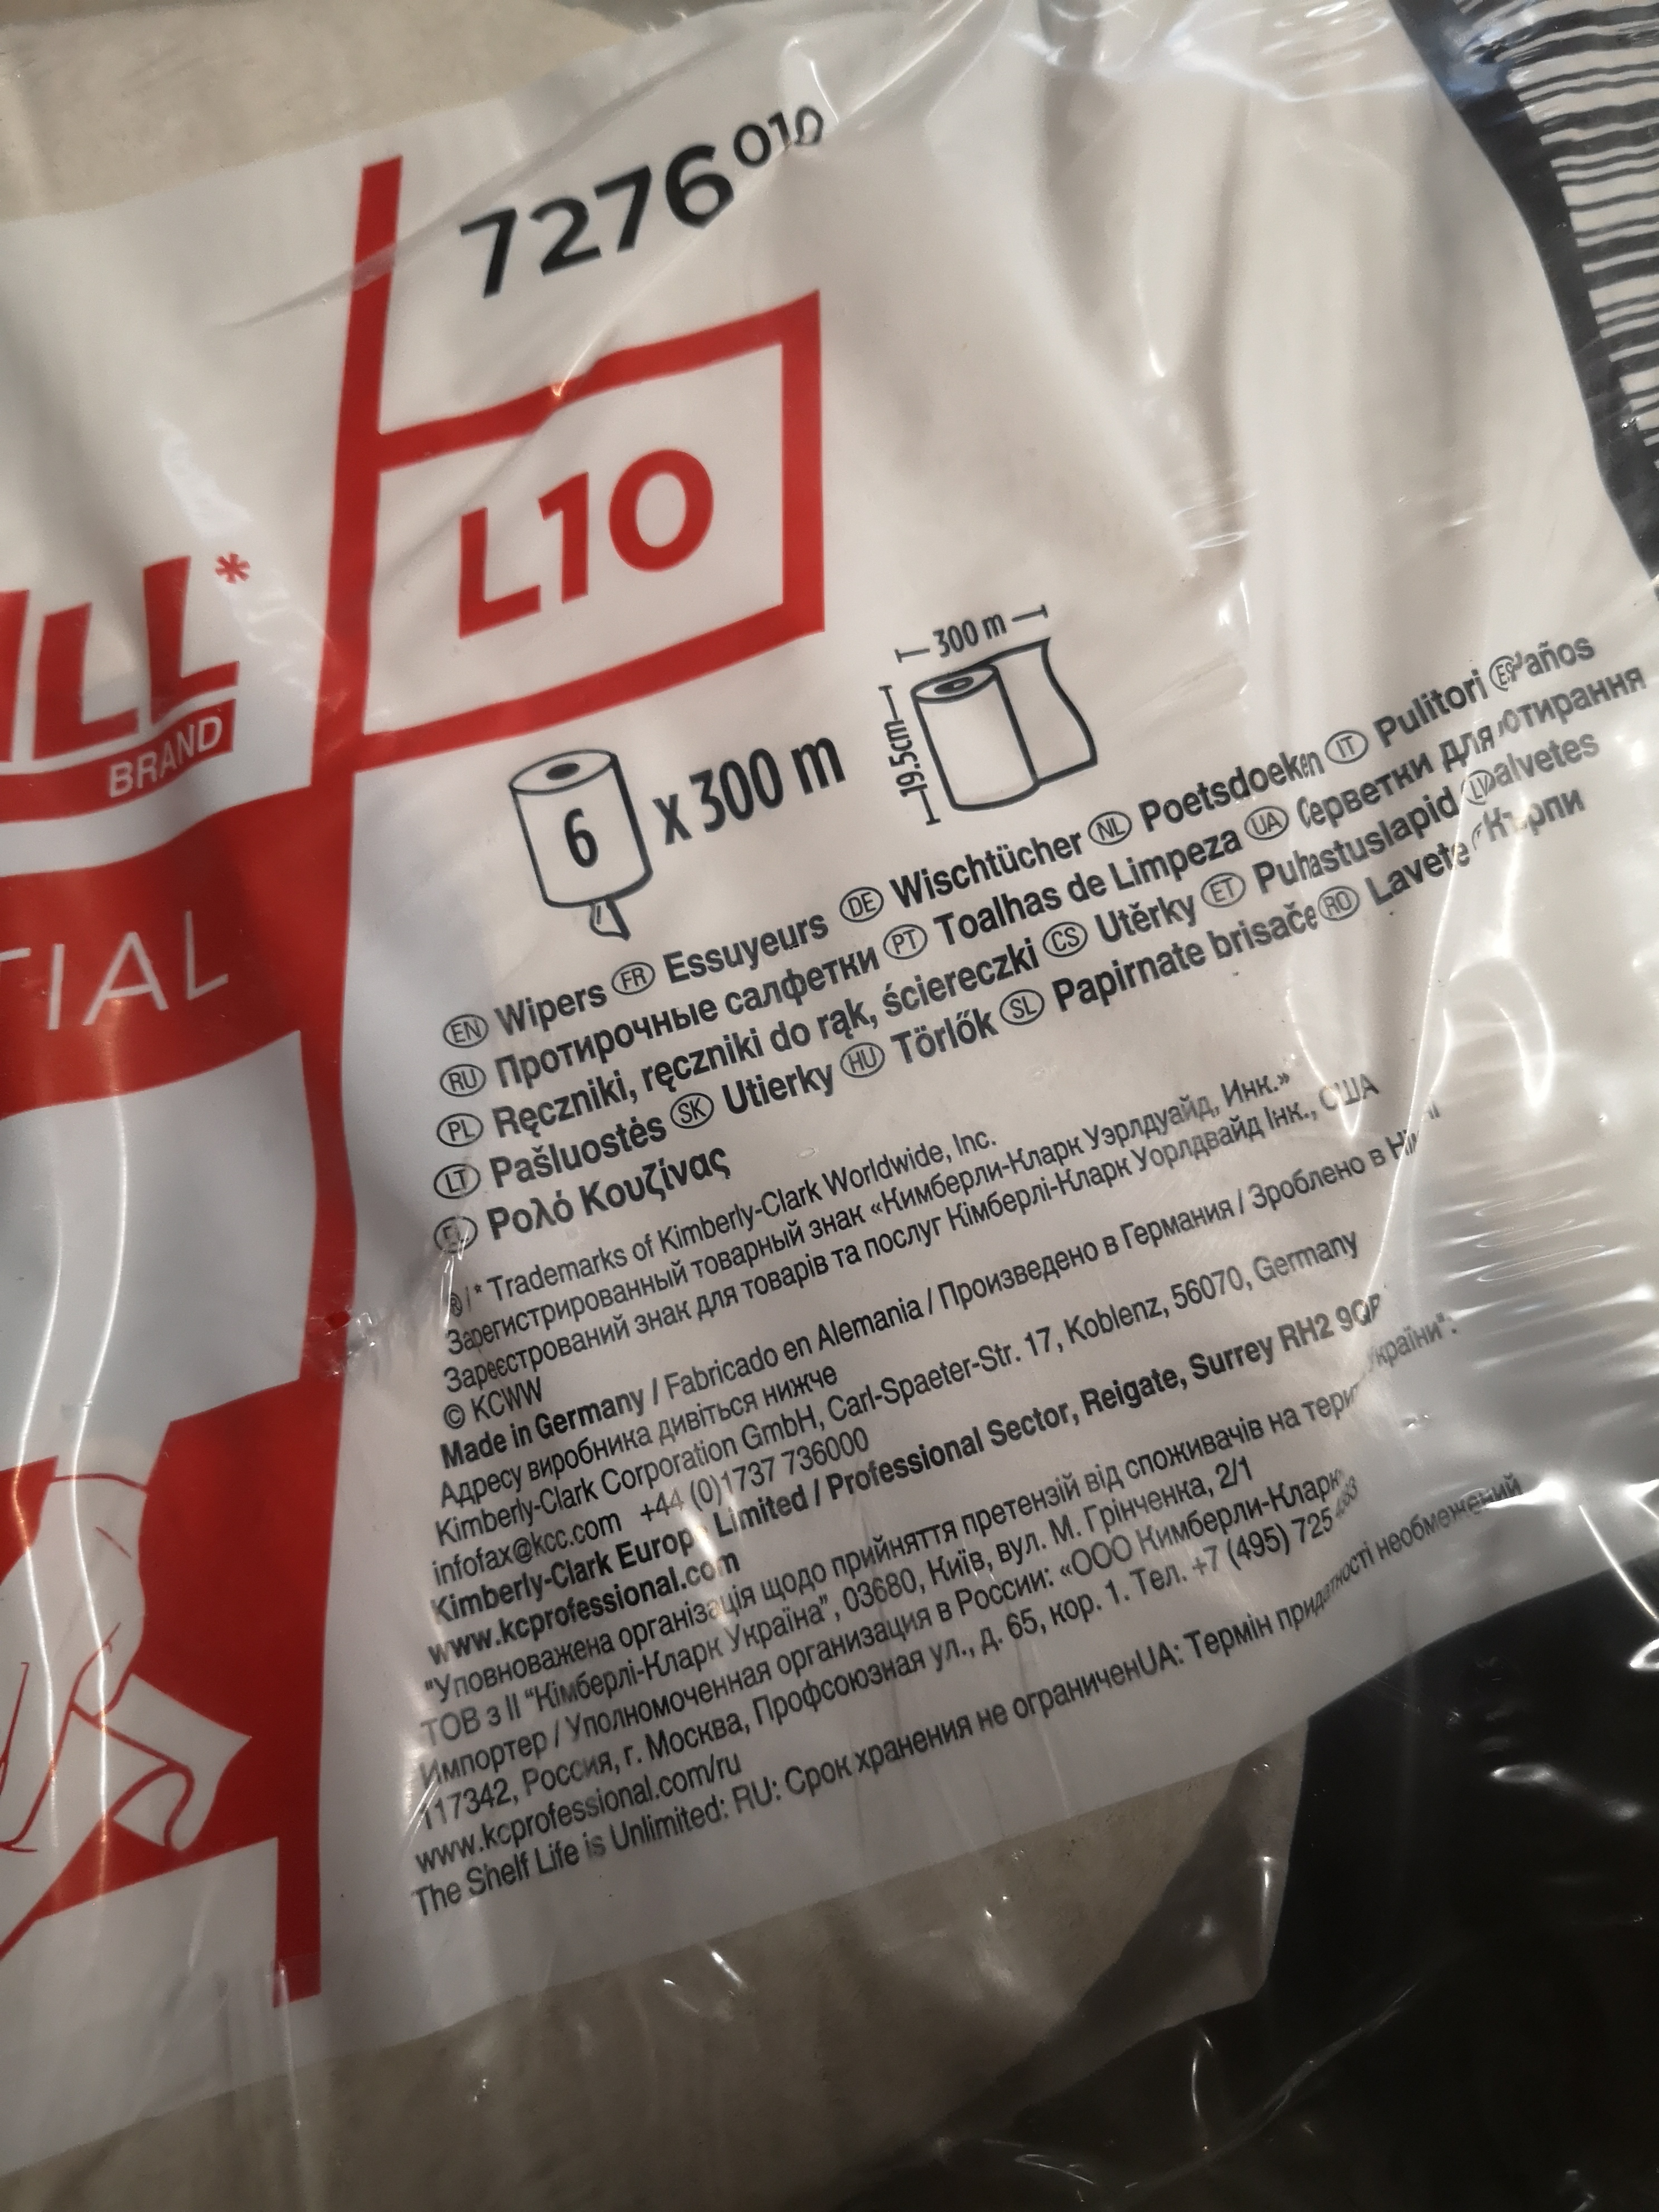 7276010
L10
ILL*
BRAND
TIAL
6 x 300 m
300 m
19.5cm
EN Wipers FR Essuyeurs DE Wischtücher NL Poetsdoeken IT Pulitori ES Paños
RU Протирочные салфетки PT Toalhas de Limpeza UA Серветки для протирання
PL Ręczniki, ręczniki do rąk, ściereczki CS Utěrky ET Puhastuslapid LV Salvetes
LT Pašluostės SK Utierky HU Törlők SL Papirnate brisače RO Lavete Кърпи
EL Ρολό Κουζίνας
®/* Trademarks of Kimberly-Clark Worldwide, Inc.
Зарегистрированный товарный знак «Кимберли-Кларк Уэрлдуайд, Инк.»
Зареєстрований знак для товарів та послуг Кімберлі-Кларк Уорлдвайд Інк., США
© KCWW
Made in Germany / Fabricado en Alemania / Произведено в Германия / Зроблено в
Адресу виробника дивіться нижче
Kimberly-Clark Corporation GmbH, Carl-Spaeter-Str. 17, Koblenz, 56070, Germany
infofax@kcc.com +44 (0)1737 736000
Kimberly-Clark Europe Limited / Professional Sector, Reigate, Surrey RH2 9QP
www.kcprofessional.com
"Уповноважена організація щодо прийняття претензій від споживачів на України":
ТОВ з ІІ "Кімберлі-Кларк Україна", 03680, Київ, вул. М. Грінченка, 2/1
Импортер / Уполномоченная организация в России: «ООО Кимберли-Кларк»
117342, Россия, г. Москва, Профсоюзная ул., д. 65, кор. 1. Тел. +7 (495) 725
www.kcprofessional.com/ru
The Shelf Life is Unlimited: RU: Срок хранения не ограниченUA: Термін придатності необмежений